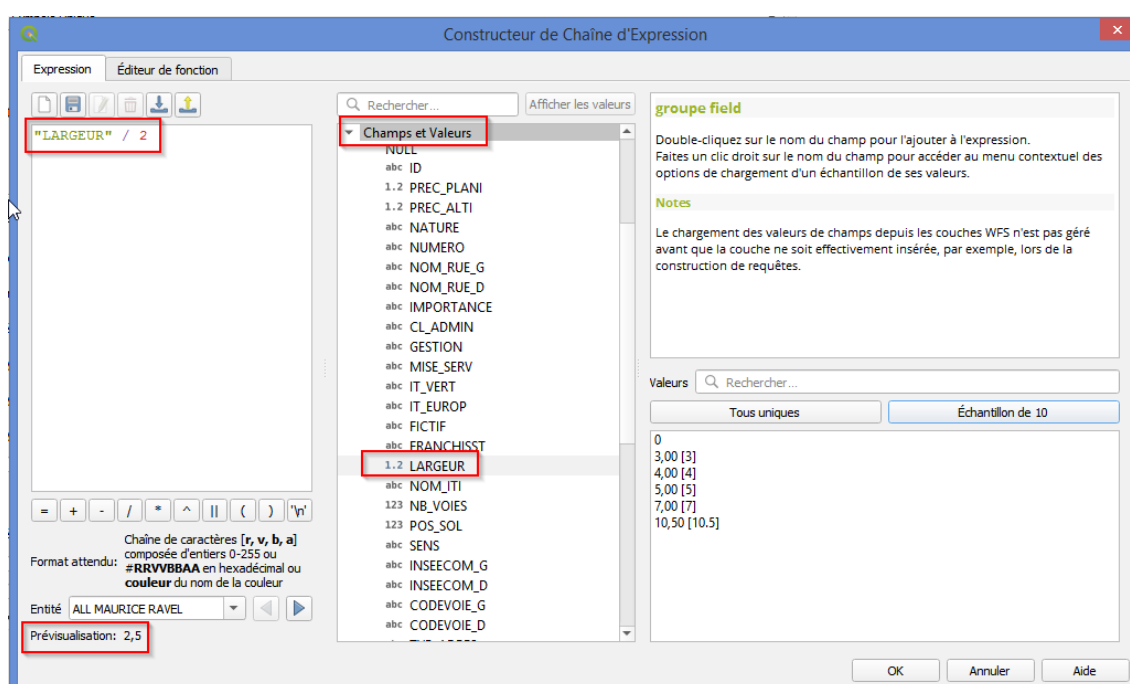 Constructeur de Chaîne d'Expression
Expression
Éditeur de fonction
"LARGEUR" / 2
= + - / * ^ || ( ) '\n'
Format attendu:
Chaîne de caractères [r, v, b, a]
composée d'entiers 0-255 ou
#RRVVBBAA en hexadécimal ou
couleur du nom de la couleur
Entité ALL MAURICE RAVEL
Prévisualisation: 2,5
Rechercher...
Afficher les valeurs
Champs et Valeurs
NULL
abc ID
1.2 PREC_PLANI
1.2 PREC_ALTI
abc NATURE
abc NUMERO
abc NOM_RUE_G
abc NOM_RUE_D
abc IMPORTANCE
abc CL_ADMIN
abc GESTION
abc MISE_SERV
abc IT_VERT
abc IT_EUROP
abc FICTIF
abc FRANCHISST
1.2 LARGEUR
abc NOM_ITI
123 NB_VOIES
123 POS_SOL
abc SENS
abc INSEECOM_G
abc INSEECOM_D
abc CODEVOIE_G
abc CODEVOIE_D
groupe field
Double-cliquez sur le nom du champ pour l'ajouter à l'expression.
Faites un clic droit sur le nom du champ pour accéder au menu contextuel des
options de chargement d'un échantillon de ses valeurs.
Notes
Le chargement des valeurs de champs depuis les couches WFS n'est pas géré
avant que la couche ne soit effectivement insérée, par exemple, lors de la
construction de requêtes.
Valeurs
Rechercher...
Tous uniques
Échantillon de 10
0
3,00 [3]
4,00 [4]
5,00 [5]
7,00 [7]
10,50 [10.5]
OK
Annuler
Aide